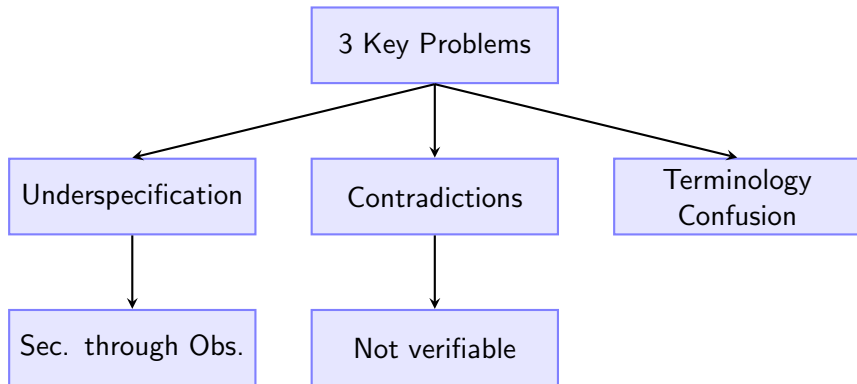 3 Key Problems
Underspecification
Contradictions
Terminology
Confusion
Sec. through Obs.
Not verifiable